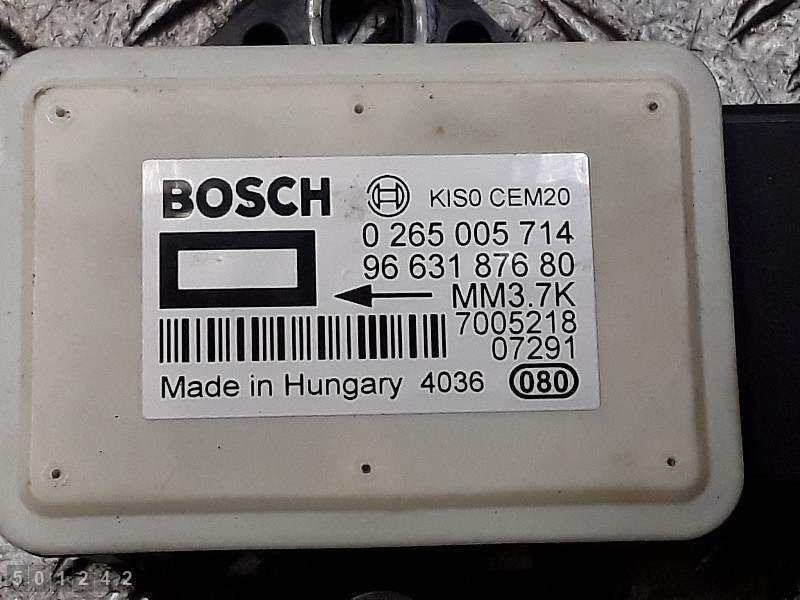 BOSCH KIS0 CEM20
0 265 005 714
96 631 876 80
MM3.7K
7005218
07291
Made in Hungary 4036 080
501242